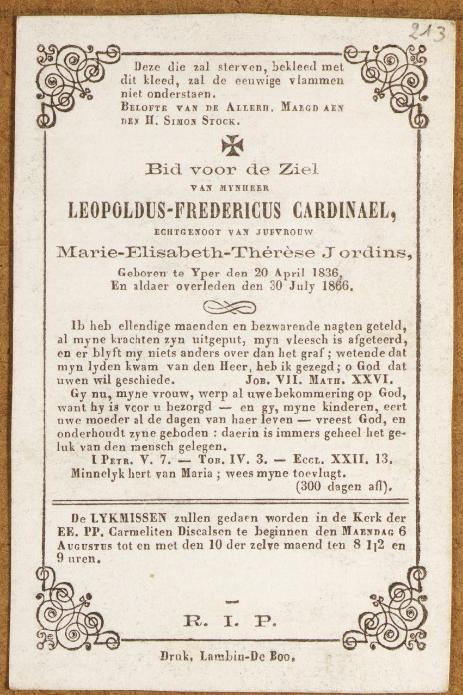 213
Deze die zal sterven, bekleed met
dit kleed, zal de eeuwige vlammen
niet onderstaen.
BELOFTE VAN DE ALLERH. MAEGD AEN
DEN H. SIMON STOCK.
Bid voor de Ziel
VAN MYNHEER
LEOPOLDUS-FREDERICUS CARDINAEL,
ECHTGENOOT VAN JUFVROUW
Marie-Elisabeth-Thérèse Jordins,
Geboren te Yper den 20 April 1836,
En aldaer overleden den 30 July 1866.
Ib heb ellendige maenden en bezwarende nagten geteld,
al myne krachten zyn uitgeput, myn vleesch is afgeteerd,
en er blyft my niets anders over dan het graf; wetende dat
myn lyden kwam van den Heer, heb ik gezegd; o God dat
uwen wil geschiede. JOB. VII. MATH. XXVI.
Gy nu, myne vrouw, werp al uwe bekommering op God,
want hy is voor u bezorgd — en gy, myne kinderen, eert
uwe moeder al de dagen van haer leven — vreest God, en
onderhoudt zyne geboden : daerin is immers geheel het ge-
luk van den mensch gelegen.
I PETR. V. 7. — TOB. IV. 3. — ECCL. XXII. 13.
Minnelyk hert van Maria ; wees myne toevlugt.
(300 dagen afl).
De LYKMISSEN zullen gedaen worden in de Kerk der
EE. PP. Carmeliten Discalsen te beginnen den MAENDAG 6
AUGUSTUS tot en met den 10 der zelve maend ten 8 1|2 en
9 uren.
R. I. P.
Druk. Lambin-De Boo.